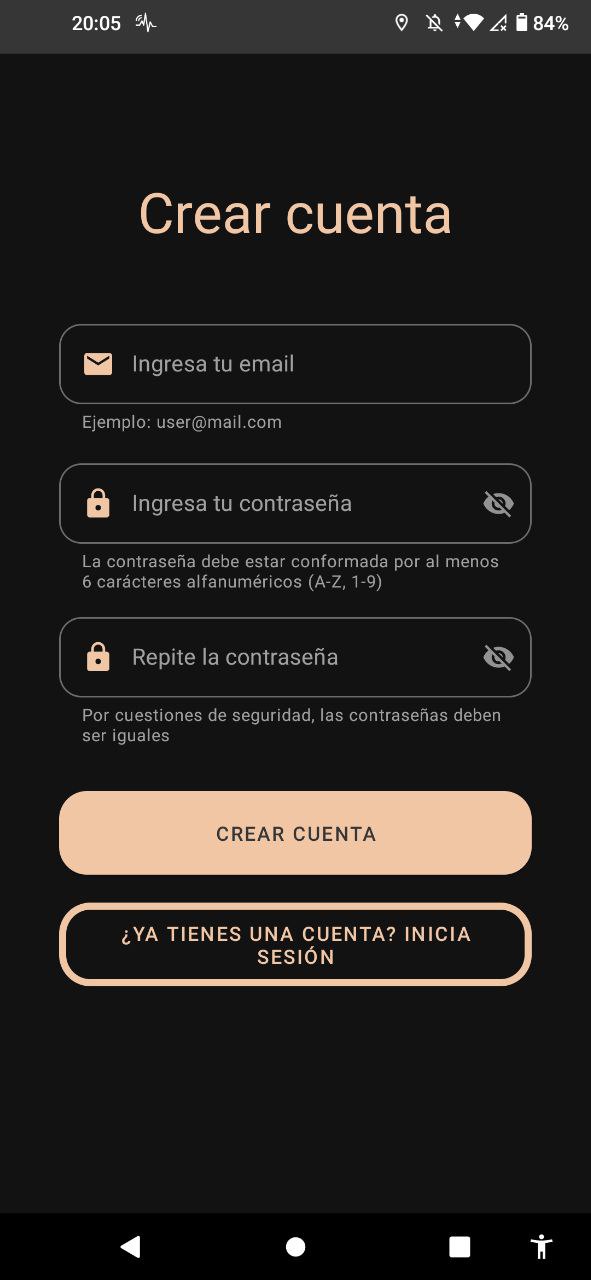 20:05
84%
Crear cuenta
Ingresa tu email
Ejemplo: user@mail.com
Ingresa tu contraseña
La contraseña debe estar conformada por al menos
6 carácteres alfanuméricos (A-Z, 1-9)
Repite la contraseña
Por cuestiones de seguridad, las contraseñas deben
ser iguales
CREAR CUENTA
¿YA TIENES UNA CUENTA? INICIA
SESIÓN